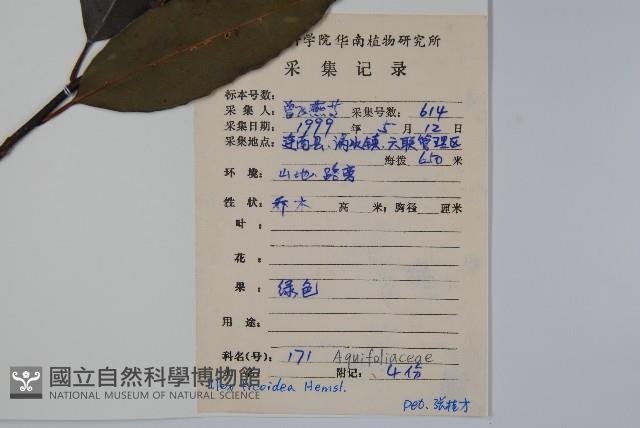 科学院华南植物研究所
采集记录
标本号数:
采集人: 曾飞燕等 采集号数: 614
采集日期: 1999 年 5 月 12 日
采集地点: 连南县、涡水镇、六联管理区
海拨 650 米
环境: 山地、路旁
性状: 乔木 高 米; 胸径 厘米
叶:
花:
果: 绿色
用途:
科名(号): 171 Aquifoliaceae
附记: 4份
Ilex ficoidea Hemsl.
Det. 张桂才
國立自然科學博物館
NATIONAL MUSEUM OF NATURAL SCIENCE